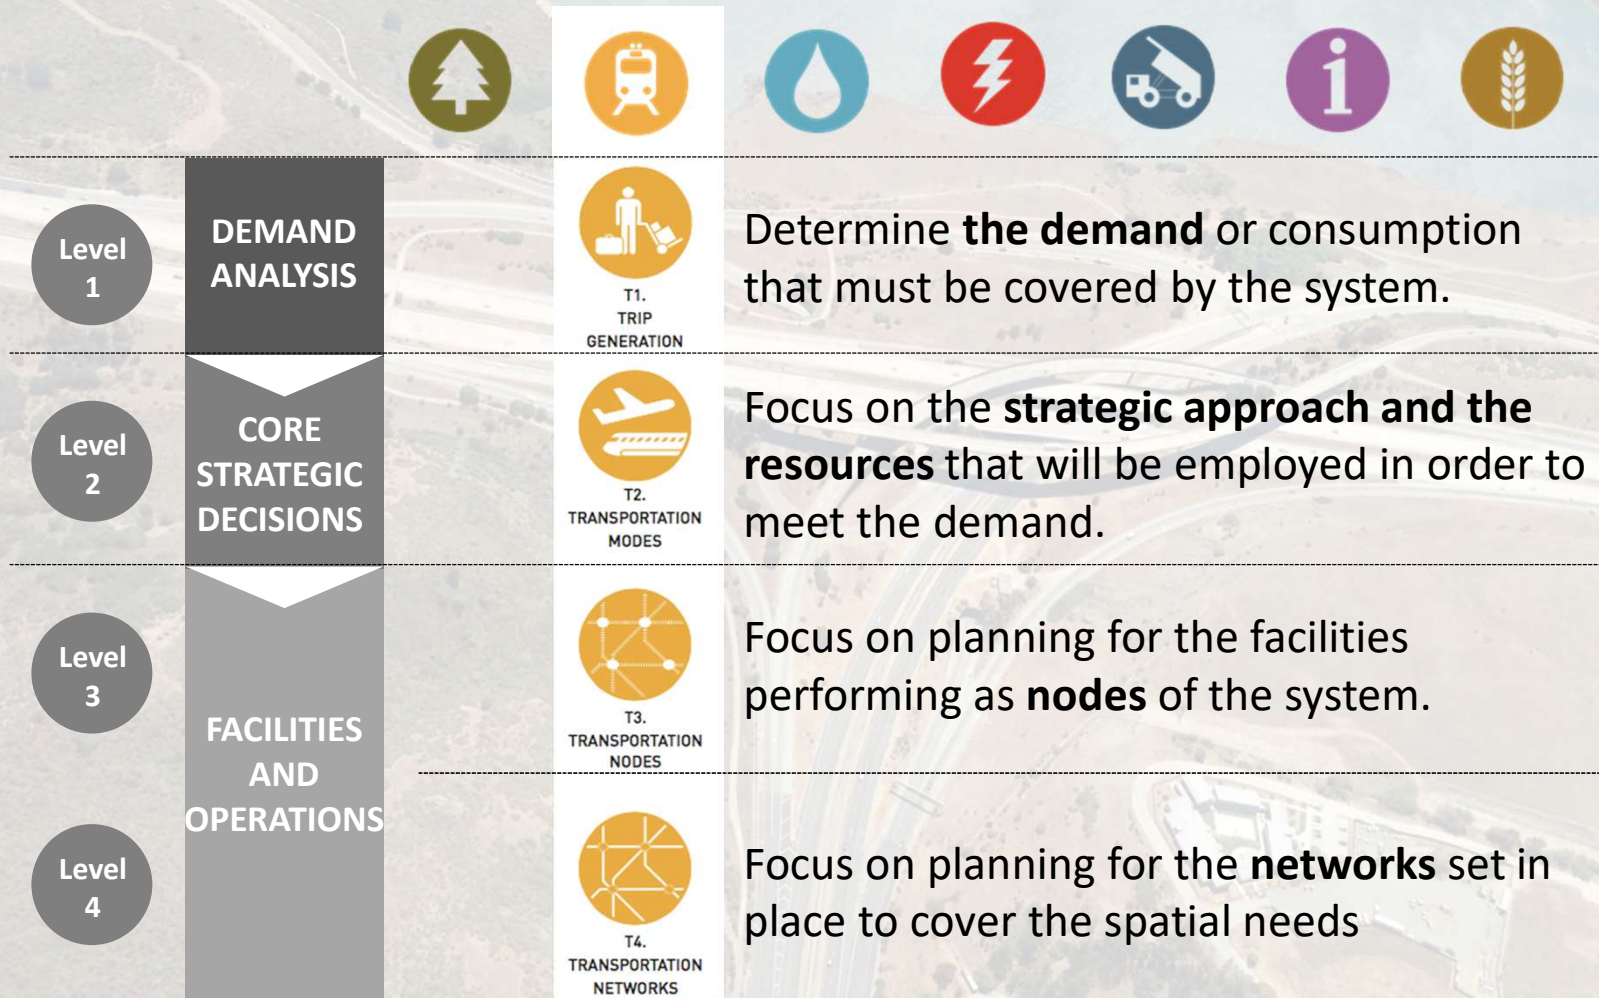 Level
1
DEMAND
ANALYSIS
T1.
TRIP
GENERATION
Determine the demand or consumption
that must be covered by the system.
Level
2
CORE
STRATEGIC
DECISIONS
T2.
TRANSPORTATION
MODES
Focus on the strategic approach and the
resources that will be employed in order to
meet the demand.
Level
3
FACILITIES
AND
OPERATIONS
T3.
TRANSPORTATION
NODES
Focus on planning for the facilities
performing as nodes of the system.
Level
4
T4.
TRANSPORTATION
NETWORKS
Focus on planning for the networks set in
place to cover the spatial needs